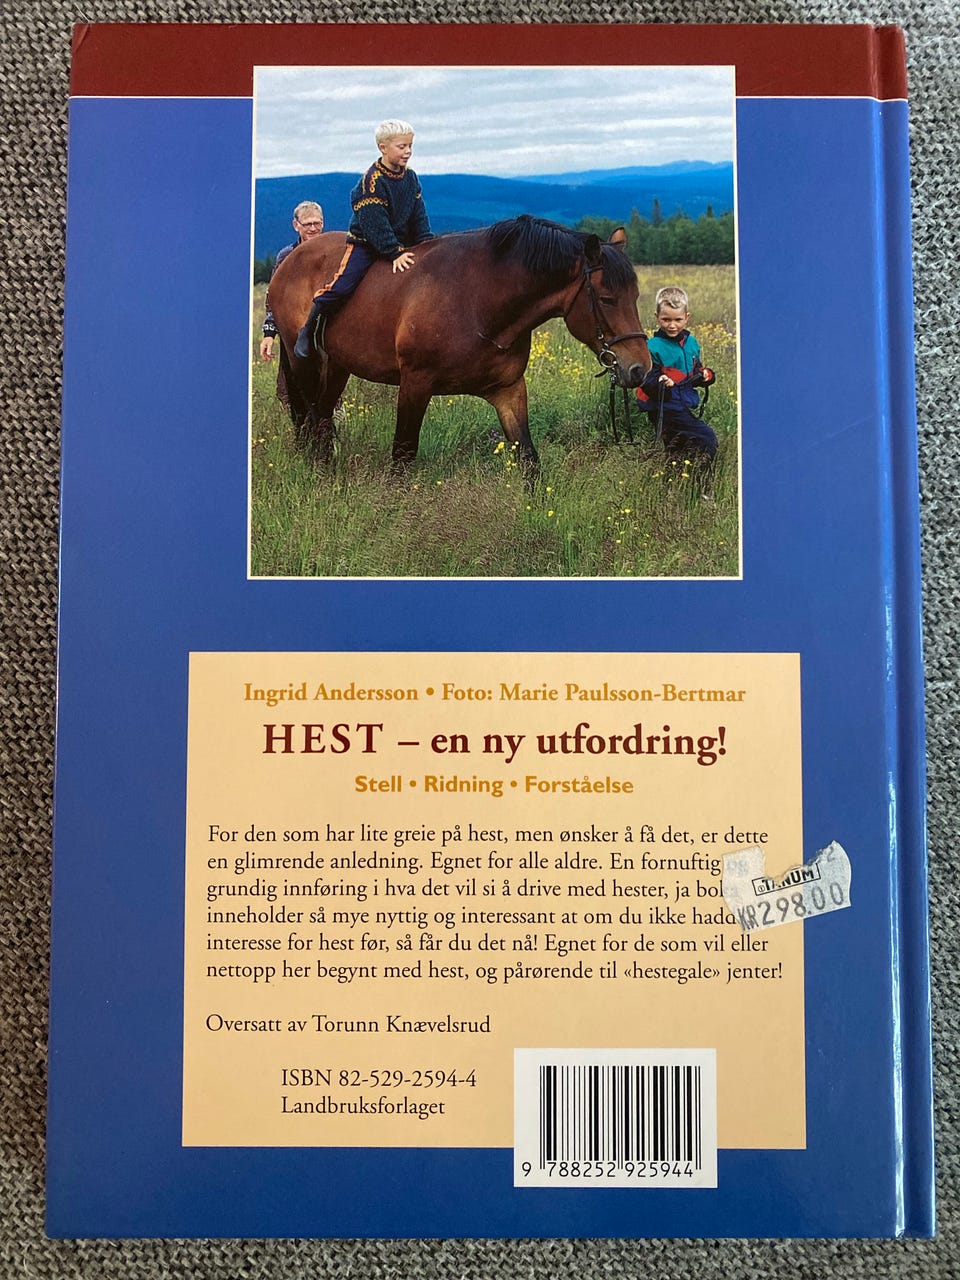 Ingrid Andersson • Foto: Marie Paulsson-Bertmar
HEST – en ny utfordring!
Stell • Ridning • Forståelse
For den som har lite greie på hest, men ønsker å få det, er dette
en glimrende anledning. Egnet for alle aldre. En fornuftig og
grundig innføring i hva det vil si å drive med hester, ja
inneholder så mye nyttig og interessant at om du ikke
interesse for hest før, så får du det nå! Egnet for de som vil eller
nettopp her begynt med hest, og pårørende til «hestegale» jenter!
TANUM
KR298.00
Oversatt av Torunn Knævelsrud
ISBN 82-529-2594-4
Landbruksforlaget
9 788252 925944